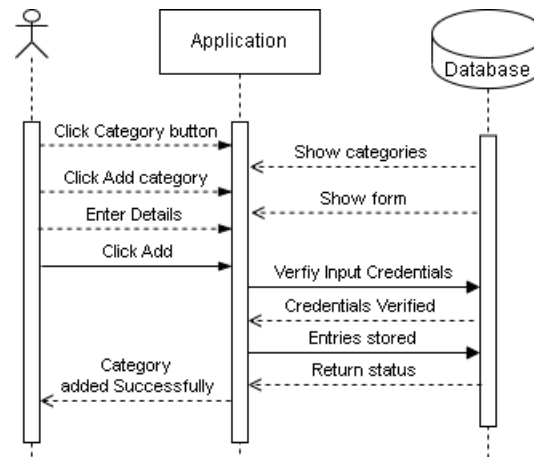 Application
Database
Click Category button
Show categories
Click Add category
Show form
Enter Details
Click Add
Verfiy Input Credentials
Credentials Verified
Entries stored
Return status
Category
added Successfully